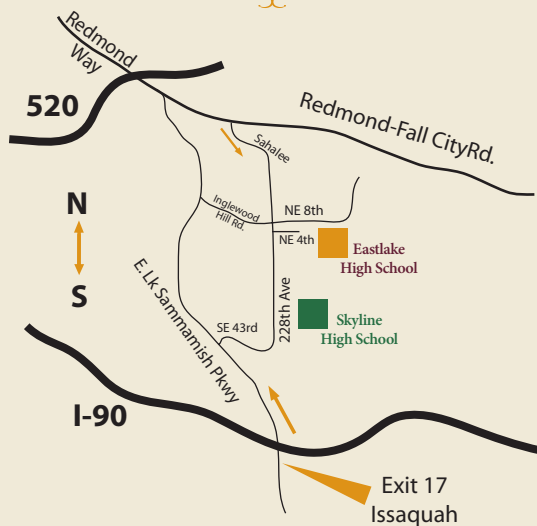 Redmond
Way
520
Redmond-Fall CityRd.
Sahalee
N
Inglewood
Hill Rd.
NE 8th
NE 4th
Eastlake
High School
S
E. Lk Sammamish Pkwy
228th Ave
Skyline
High School
SE 43rd
I-90
Exit 17
Issaquah